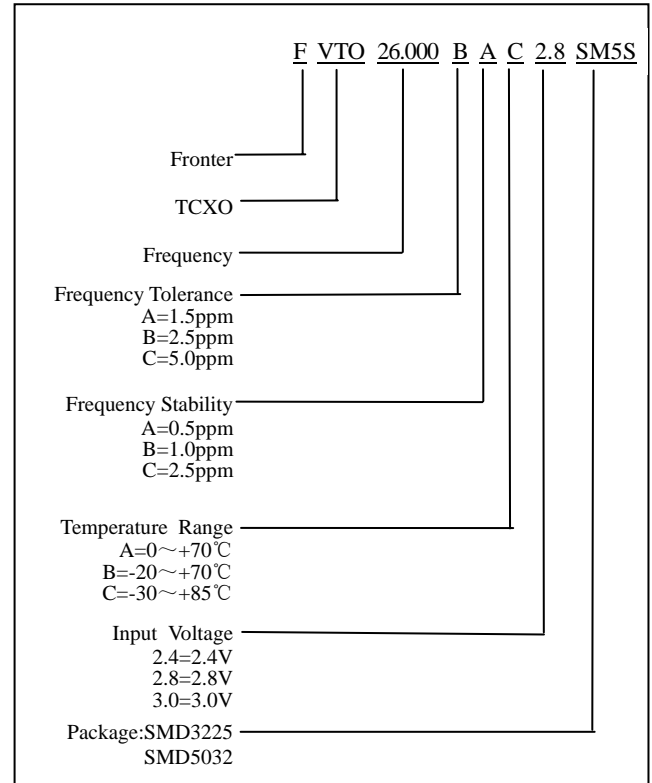 F VTO 26.000 B A C 2.8 SM5S
Fronter
TCXO
Frequency
Frequency Tolerance
A=1.5ppm
B=2.5ppm
C=5.0ppm
Frequency Stability
A=0.5ppm
B=1.0ppm
C=2.5ppm
Temperature Range
A=0～+70℃
B=-20～+70℃
C=-30～+85℃
Input Voltage
2.4=2.4V
2.8=2.8V
3.0=3.0V
Package:SMD3225
SMD5032